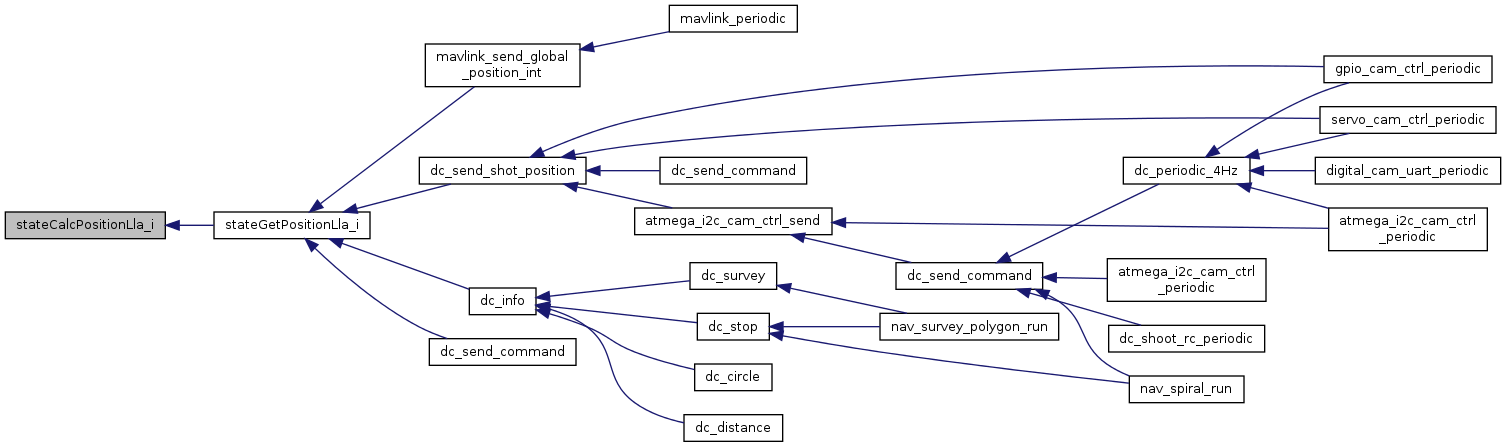 mavlink_periodic
mavlink_send_global
_position_int
gpio_cam_ctrl_periodic
servo_cam_ctrl_periodic
dc_send_shot_position
dc_send_command
dc_periodic_4Hz
digital_cam_uart_periodic
stateCalcPositionLla_i
stateGetPositionLla_i
atmega_i2c_cam_ctrl_send
atmega_i2c_cam_ctrl
_periodic
dc_survey
dc_send_command
atmega_i2c_cam_ctrl
_periodic
dc_info
dc_stop
nav_survey_polygon_run
dc_shoot_rc_periodic
dc_send_command
dc_circle
nav_spiral_run
dc_distance